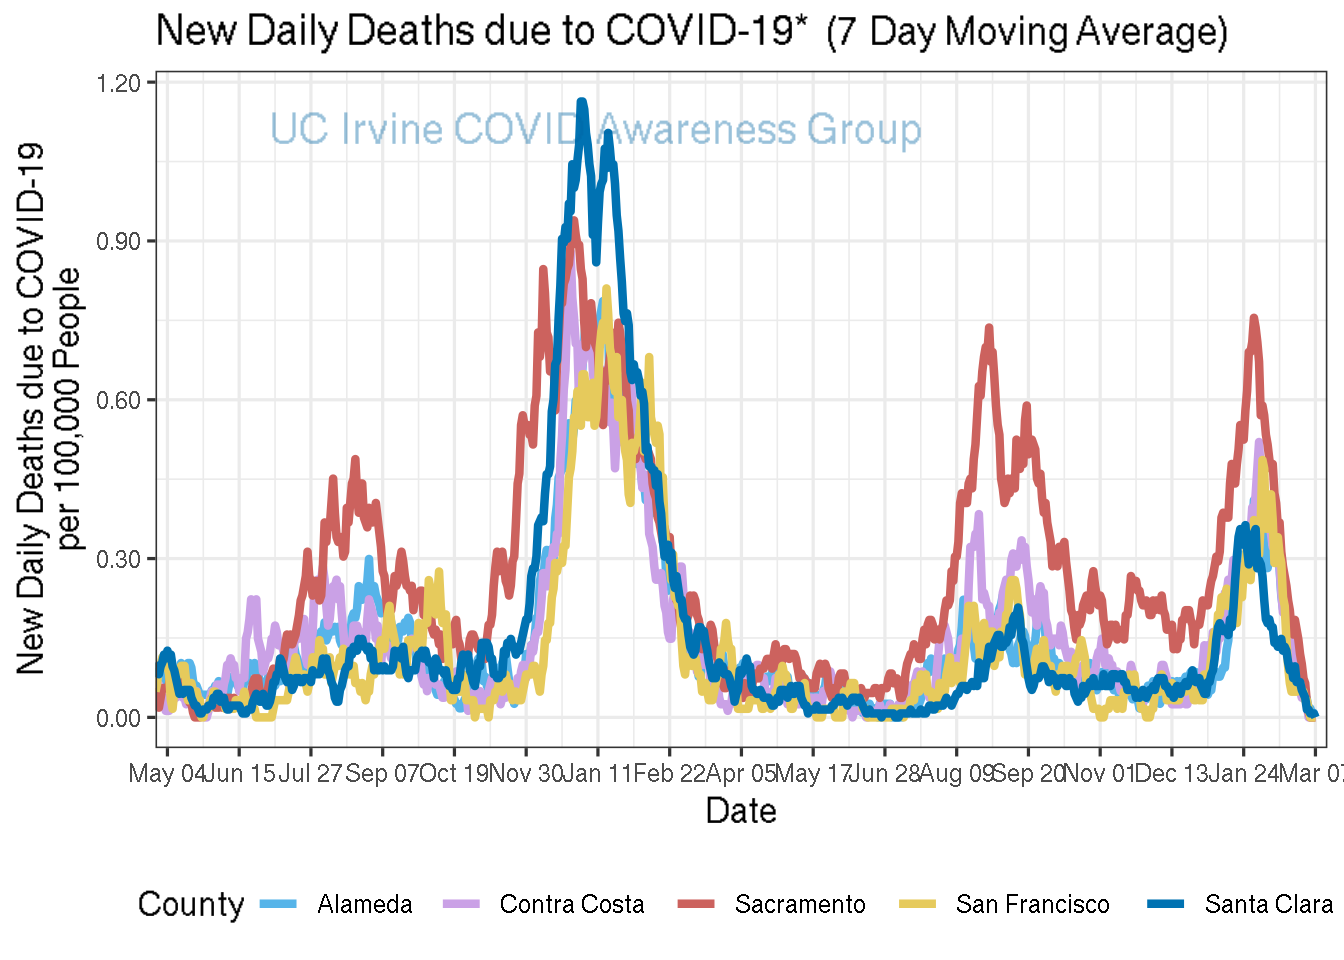 New Daily Deaths due to COVID-19* (7 Day Moving Average)
UC Irvine COVID Awareness Group
New Daily Deaths due to COVID-19
per 100,000 People
1.20
0.90
0.60
0.30
0.00
May 04 Jun 15 Jul 27 Sep 07 Oct 19 Nov 30 Jan 11 Feb 22 Apr 05 May 17 Jun 28 Aug 09 Sep 20 Nov 01 Dec 13 Jan 24 Mar 07
Date
County Alameda Contra Costa Sacramento San Francisco Santa Clara